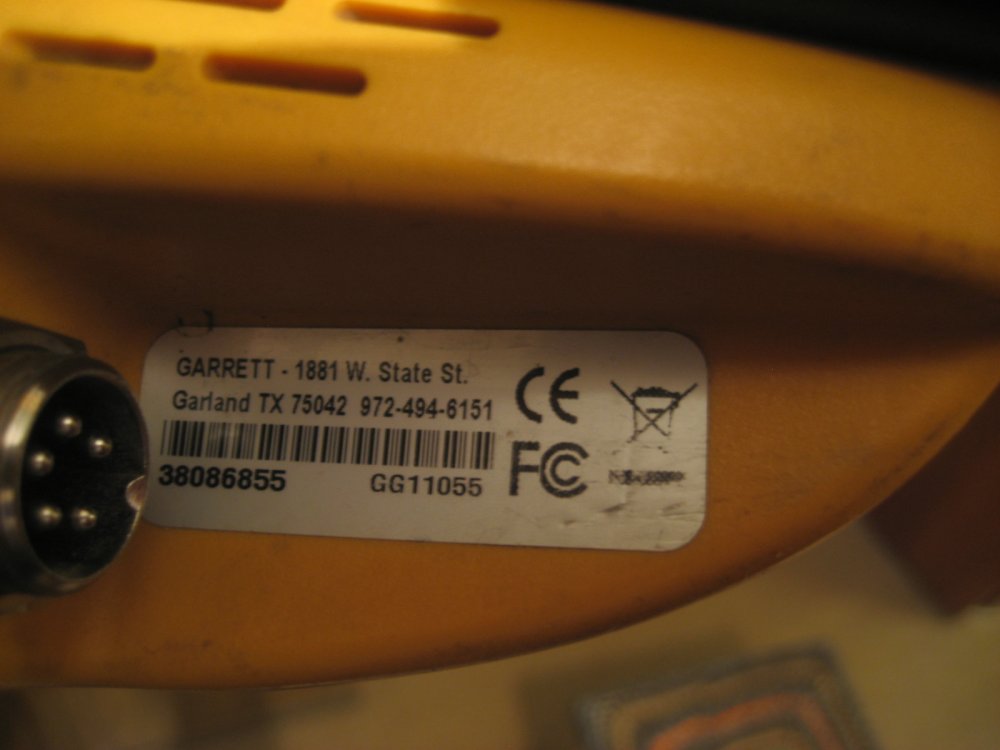 GARRETT - 1881 W. State St.
Garland TX 75042 972-494-6151
38086855 GG11055
CE
FC